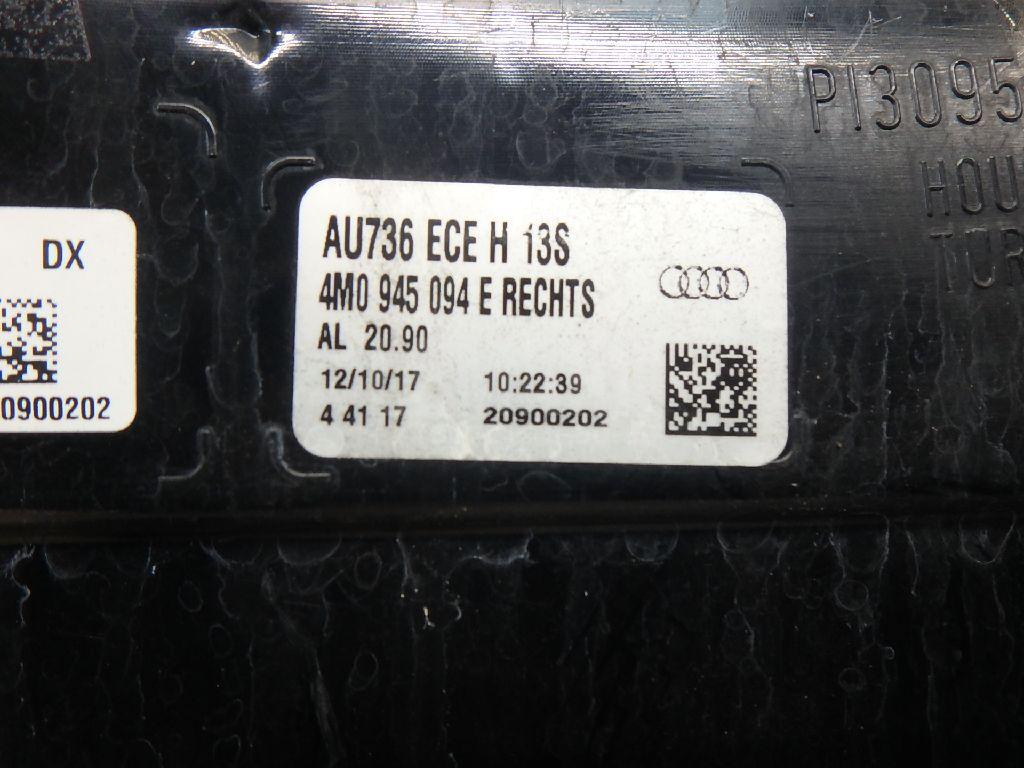 PI3095
HOU
TUR
DX
0900202
AU736 ECE H 13S
4M0 945 094 E RECHTS
AL 20.90
12/10/17 10:22:39
4 41 17 20900202